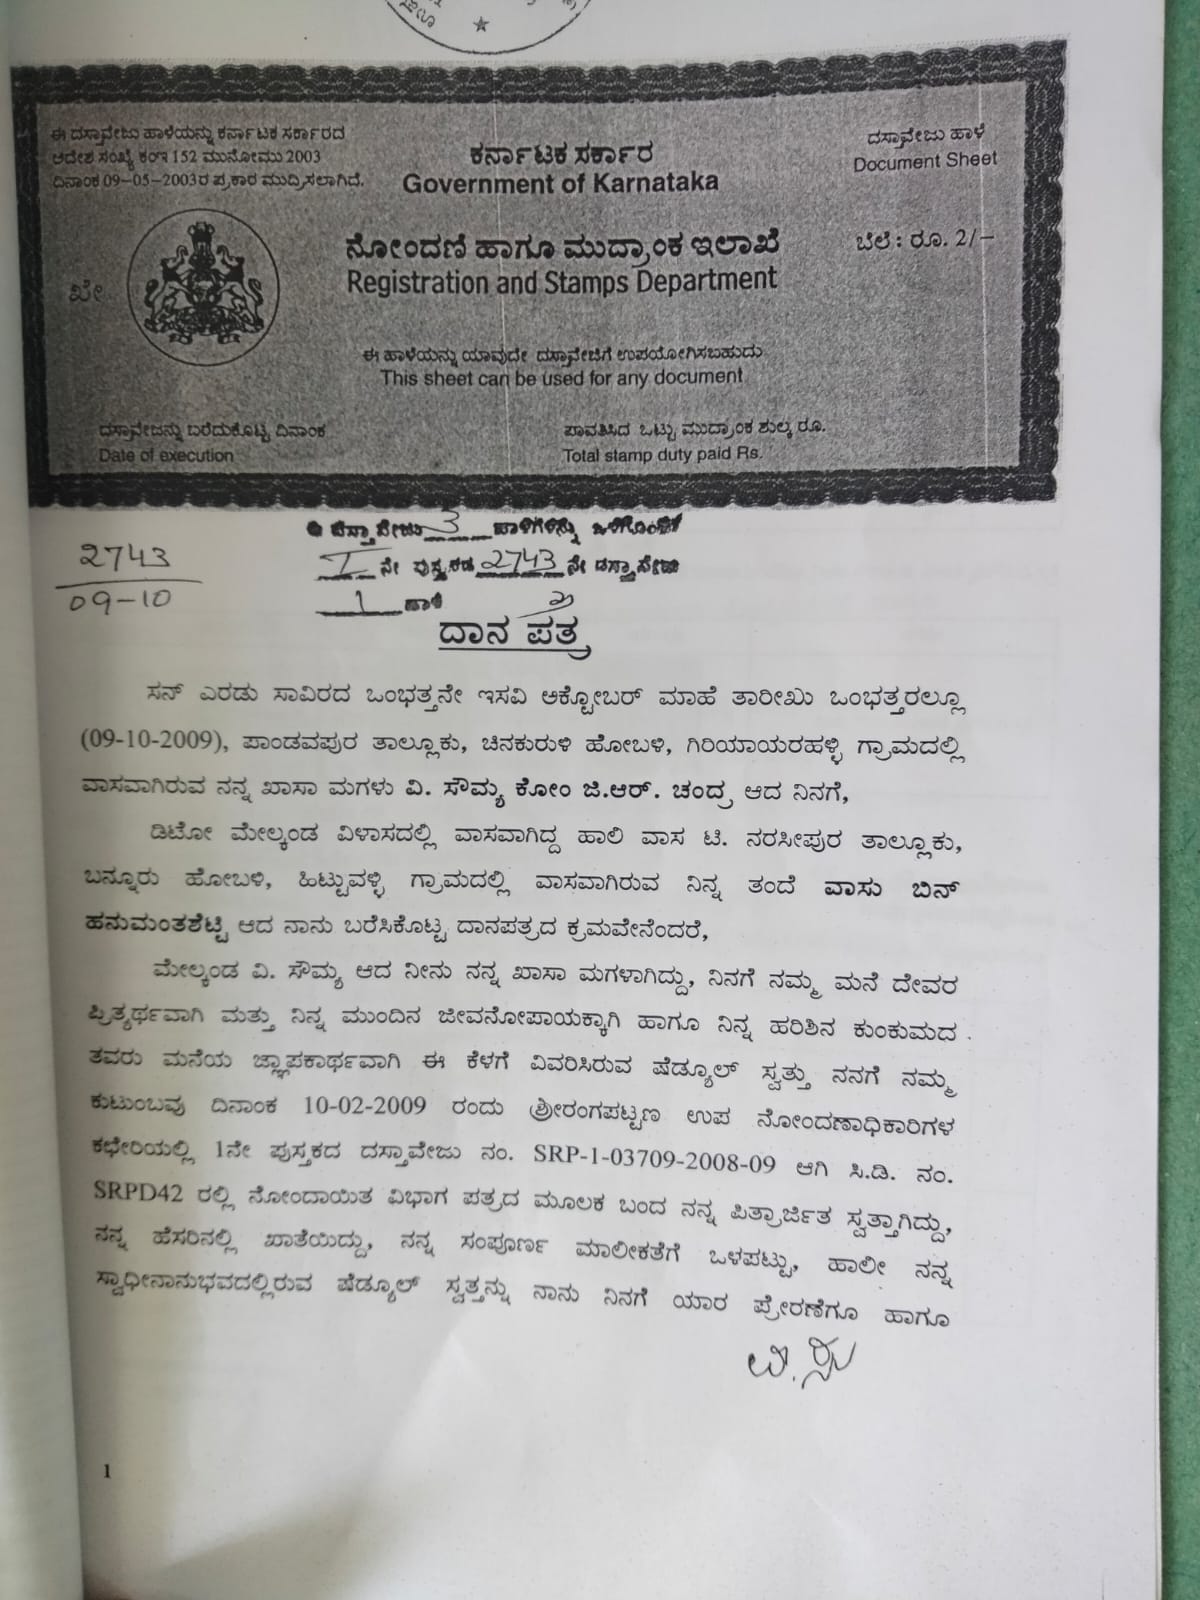 ಈ ದಸ್ತಾವೇಜು ಹಾಳೆಯನ್ನು ಕರ್ನಾಟಕ ಸರ್ಕಾರದ
ಆದೇಶ ಸಂಖ್ಯೆ ಕಂಇ 152 ಮುನೋಮು 2003
ದಿನಾಂಕ 09-05-2003ರ ಪ್ರಕಾರ ಮುದ್ರಿಸಲಾಗಿದೆ.
ಕರ್ನಾಟಕ ಸರ್ಕಾರ
Government of Karnataka
ದಸ್ತಾವೇಜು ಹಾಳೆ
Document Sheet
ನೋಂದಣಿ ಹಾಗೂ ಮುದ್ರಾಂಕ ಇಲಾಖೆ
Registration and Stamps Department
ಬೆಲೆ : ರೂ. 2/-
ಖೇ
ಈ ಹಾಳೆಯನ್ನು ಯಾವುದೇ ದಸ್ತಾವೇಜಿಗೆ ಉಪಯೋಗಿಸಬಹುದು
This sheet can be used for any document
ದಸ್ತಾವೇಜನ್ನು ಬರೆದುಕೊಟ್ಟ ದಿನಾಂಕ
Date of execution
ಪಾವತಿಸಿದ ಒಟ್ಟು ಮುದ್ರಾಂಕ ಶುಲ್ಕ ರೂ.
Total stamp duty paid Rs.
2743
09-10
ದಸ್ತಾವೇಜು 3 ಹಾಳೆಗಳನ್ನು
I ನೇ ಪುಸ್ತಕದ 2743 ನೇ ದಸ್ತಾವೇಜು
1 ಹಾಳೆ
ದಾನ ಪತ್ರ
ಸನ್ ಎರಡು ಸಾವಿರದ ಒಂಭತ್ತನೇ ಇಸವಿ ಅಕ್ಟೋಬರ್ ಮಾಹೆ ತಾರೀಖು ಒಂಭತ್ತರಲ್ಲೂ
(09-10-2009), ಪಾಂಡವಪುರ ತಾಲ್ಲೂಕು, ಚಿನಕುರುಳಿ ಹೋಬಳಿ, ಗಿರಿಯಾಯರಹಳ್ಳಿ ಗ್ರಾಮದಲ್ಲಿ
ವಾಸವಾಗಿರುವ ನನ್ನ ಖಾಸಾ ಮಗಳು ವಿ. ಸೌಮ್ಯ ಕೋಂ ಜಿ.ಆರ್. ಚಂದ್ರ ಆದ ನಿನಗೆ,
ಡಿಟೋ ಮೇಲ್ಕಂಡ ವಿಳಾಸದಲ್ಲಿ ವಾಸವಾಗಿದ್ದ ಹಾಲಿ ವಾಸ ಟಿ. ನರಸೀಪುರ ತಾಲ್ಲೂಕು,
ಬನ್ನೂರು ಹೋಬಳಿ, ಹಿಟ್ಟುವಳ್ಳಿ ಗ್ರಾಮದಲ್ಲಿ ವಾಸವಾಗಿರುವ ನಿನ್ನ ತಂದೆ ವಾಸು ಬಿನ್
ಹನುಮಂತಶೆಟ್ಟಿ ಆದ ನಾನು ಬರೆಸಿಕೊಟ್ಟ ದಾನಪತ್ರದ ಕ್ರಮವೇನೆಂದರೆ,
ಮೇಲ್ಕಂಡ ವಿ. ಸೌಮ್ಯ ಆದ ನೀನು ನನ್ನ ಖಾಸಾ ಮಗಳಾಗಿದ್ದು, ನಿನಗೆ ನಮ್ಮ ಮನೆ ದೇವರ
ಪ್ರಿತ್ಯರ್ಥವಾಗಿ ಮತ್ತು ನಿನ್ನ ಮುಂದಿನ ಜೀವನೋಪಾಯಕ್ಕಾಗಿ ಹಾಗೂ ನಿನ್ನ ಹರಿಶಿನ ಕುಂಕುಮದ
ತವರು ಮನೆಯ ಜ್ಞಾಪಕಾರ್ಥವಾಗಿ ಈ ಕೆಳಗೆ ವಿವರಿಸಿರುವ ಷೆಡ್ಯೂಲ್ ಸ್ವತ್ತು ನನಗೆ ನಮ್ಮ
ಕುಟುಂಬವು ದಿನಾಂಕ 10-02-2009 ರಂದು ಶ್ರೀರಂಗಪಟ್ಟಣ ಉಪ ನೋಂದಣಾಧಿಕಾರಿಗಳ
ಕಛೇರಿಯಲ್ಲಿ 1ನೇ ಪುಸ್ತಕದ ದಸ್ತಾವೇಜು ನಂ. SRP-1-03709-2008-09 ಆಗಿ ಸಿ.ಡಿ. ನಂ.
SRPD42 ರಲ್ಲಿ ನೋಂದಾಯಿತ ವಿಭಾಗ ಪತ್ರದ ಮೂಲಕ ಬಂದ ನನ್ನ ಪಿತ್ರಾರ್ಜಿತ ಸ್ವತ್ತಾಗಿದ್ದು,
ನನ್ನ ಹೆಸರಿನಲ್ಲಿ ಖಾತೆಯಿದ್ದು, ನನ್ನ ಸಂಪೂರ್ಣ ಮಾಲೀಕತೆಗೆ ಒಳಪಟ್ಟು, ಹಾಲೀ ನನ್ನ
ಸ್ವಾಧೀನಾನುಭವದಲ್ಲಿರುವ ಷೆಡ್ಯೂಲ್ ಸ್ವತ್ತನ್ನು ನಾನು ನಿನಗೆ ಯಾರ ಪ್ರೇರಣೆಗೂ ಹಾಗೂ
1